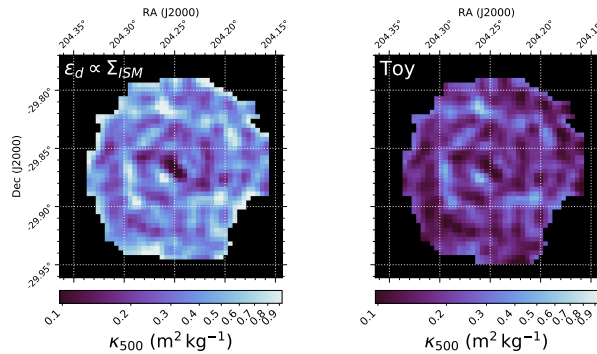 RA (J2000)
204.35° 204.30° 204.25° 204.20° 204.15°
εd ∝ ΣISM
Dec (J2000)
-29.80°
-29.85°
-29.90°
-29.95°
0.1 0.2 0.3 0.4 0.5 0.6 0.7 0.8 0.9
κ500 (m² kg⁻¹)
RA (J2000)
204.35° 204.30° 204.25° 204.20° 204.15°
Toy
0.1 0.2 0.3 0.4 0.5 0.6 0.7 0.8 0.9
κ500 (m² kg⁻¹)